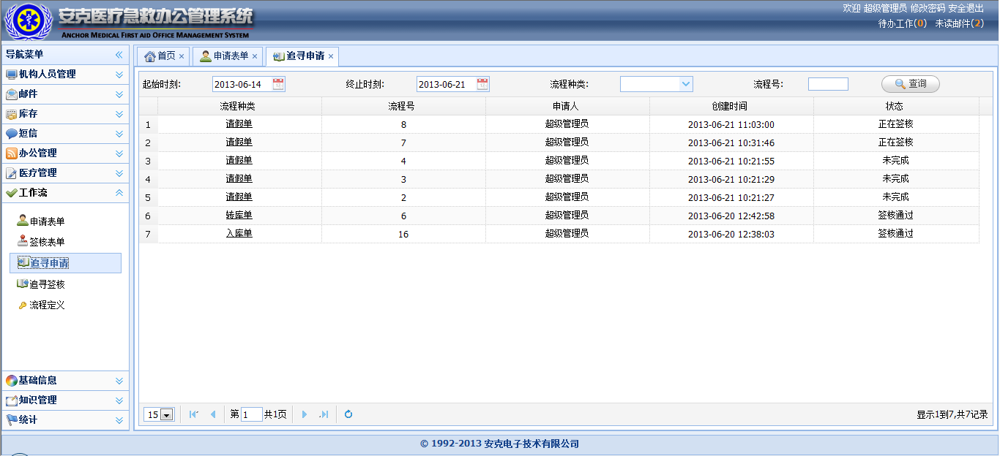 安克医疗急救办公管理系统
ANCHOR MEDICAL FIRST AID OFFICE MANAGEMENT SYSTEM
欢迎 超级管理员 修改密码 安全退出
待办工作(0) 未读邮件(2)
导航菜单
机构人员管理
邮件
库存
短信
办公管理
医疗管理
工作流
申请表单
签核表单
追寻申请
追寻签核
流程定义
基础信息
知识管理
统计
首页 申请表单 追寻申请
起始时刻: 2013-06-14 终止时刻: 2013-06-21 流程种类: 流程号: 查询
流程种类 流程号 申请人 创建时间 状态
1 请假单 8 超级管理员 2013-06-21 11:03:00 正在签核
2 请假单 7 超级管理员 2013-06-21 10:31:46 正在签核
3 请假单 4 超级管理员 2013-06-21 10:21:55 未完成
4 请假单 3 超级管理员 2013-06-21 10:21:29 未完成
5 请假单 2 超级管理员 2013-06-21 10:21:27 未完成
6 转库单 6 超级管理员 2013-06-20 12:42:58 签核通过
7 入库单 16 超级管理员 2013-06-20 12:38:03 签核通过
15 第 1 共1页 显示1到7,共7记录
© 1992-2013 安克电子技术有限公司